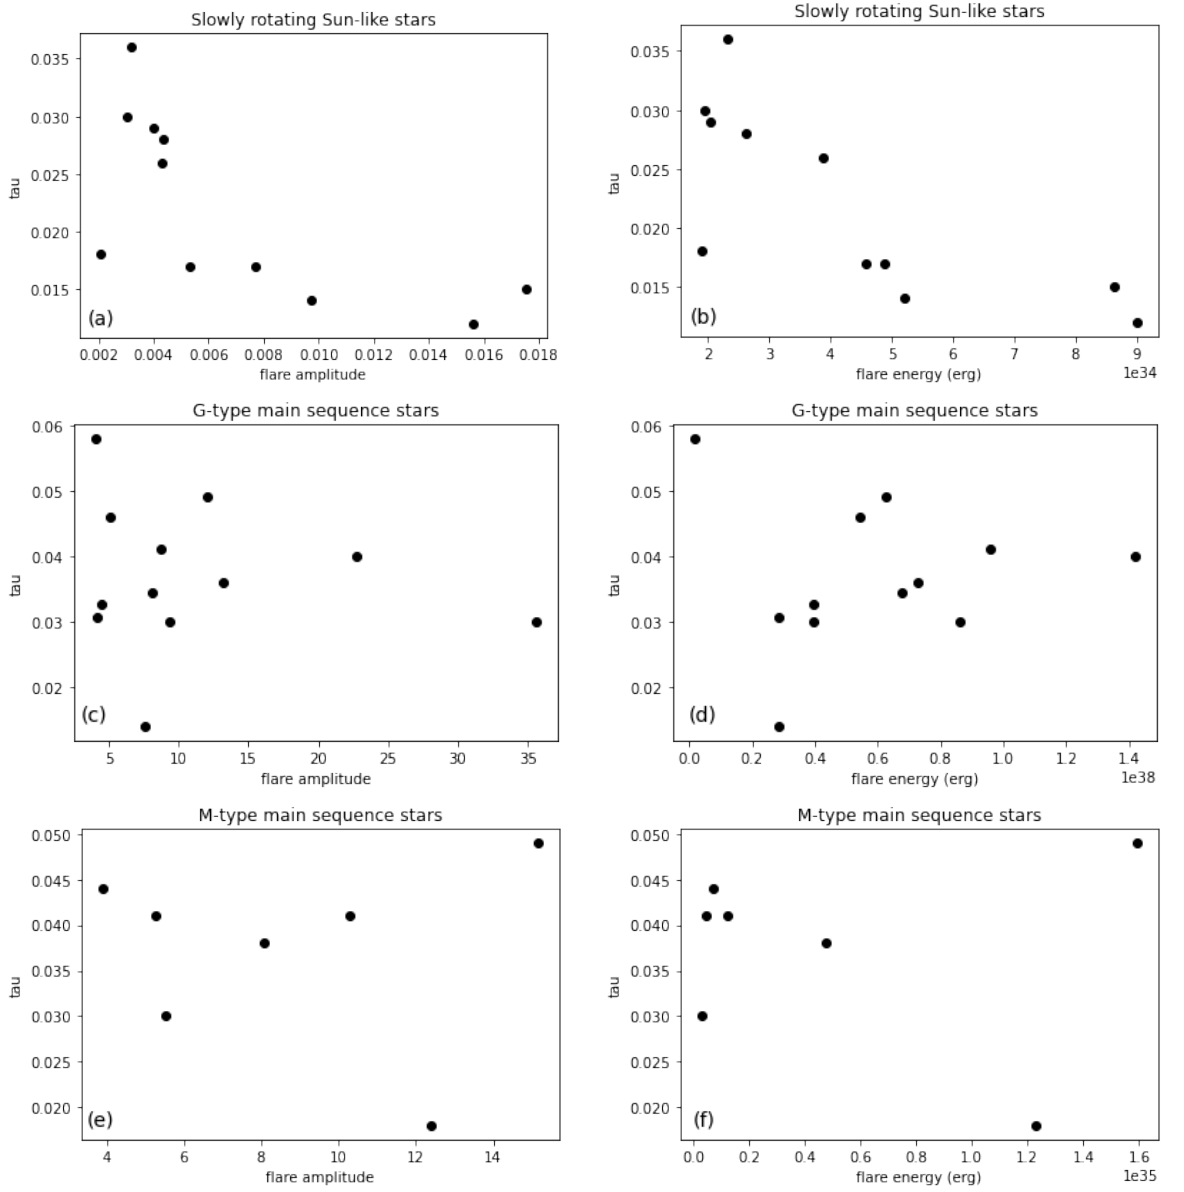 Slowly rotating Sun-like stars
0.035
0.030
0.025
0.020
0.015
tau
(a)
0.002 0.004 0.006 0.008 0.010 0.012 0.014 0.016 0.018
flare amplitude
Slowly rotating Sun-like stars
0.035
0.030
0.025
0.020
0.015
tau
(b)
2 3 4 5 6 7 8 9
flare energy (erg)
1e34
G-type main sequence stars
0.06
0.05
0.04
0.03
0.02
tau
(c)
5 10 15 20 25 30 35
flare amplitude
G-type main sequence stars
0.06
0.05
0.04
0.03
0.02
tau
(d)
0.0 0.2 0.4 0.6 0.8 1.0 1.2 1.4
flare energy (erg)
1e38
M-type main sequence stars
0.050
0.045
0.040
0.035
0.030
0.025
0.020
tau
(e)
4 6 8 10 12 14
flare amplitude
M-type main sequence stars
0.050
0.045
0.040
0.035
0.030
0.025
0.020
tau
(f)
0.0 0.2 0.4 0.6 0.8 1.0 1.2 1.4 1.6
flare energy (erg)
1e35